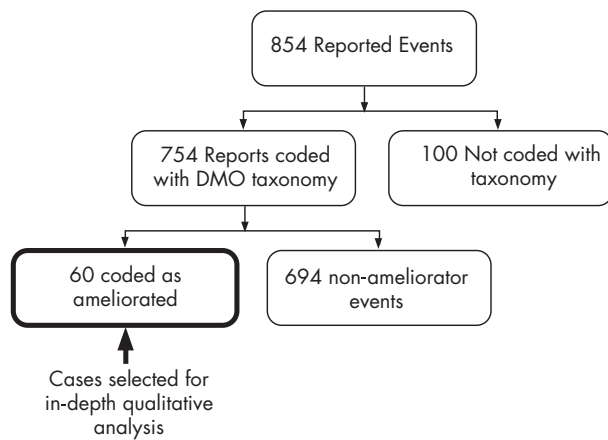 854 Reported Events
754 Reports coded
with DMO taxonomy
100 Not coded with
taxonomy
60 coded as
ameliorated
694 non-ameliorator
events
Cases selected for
in-depth qualitative
analysis